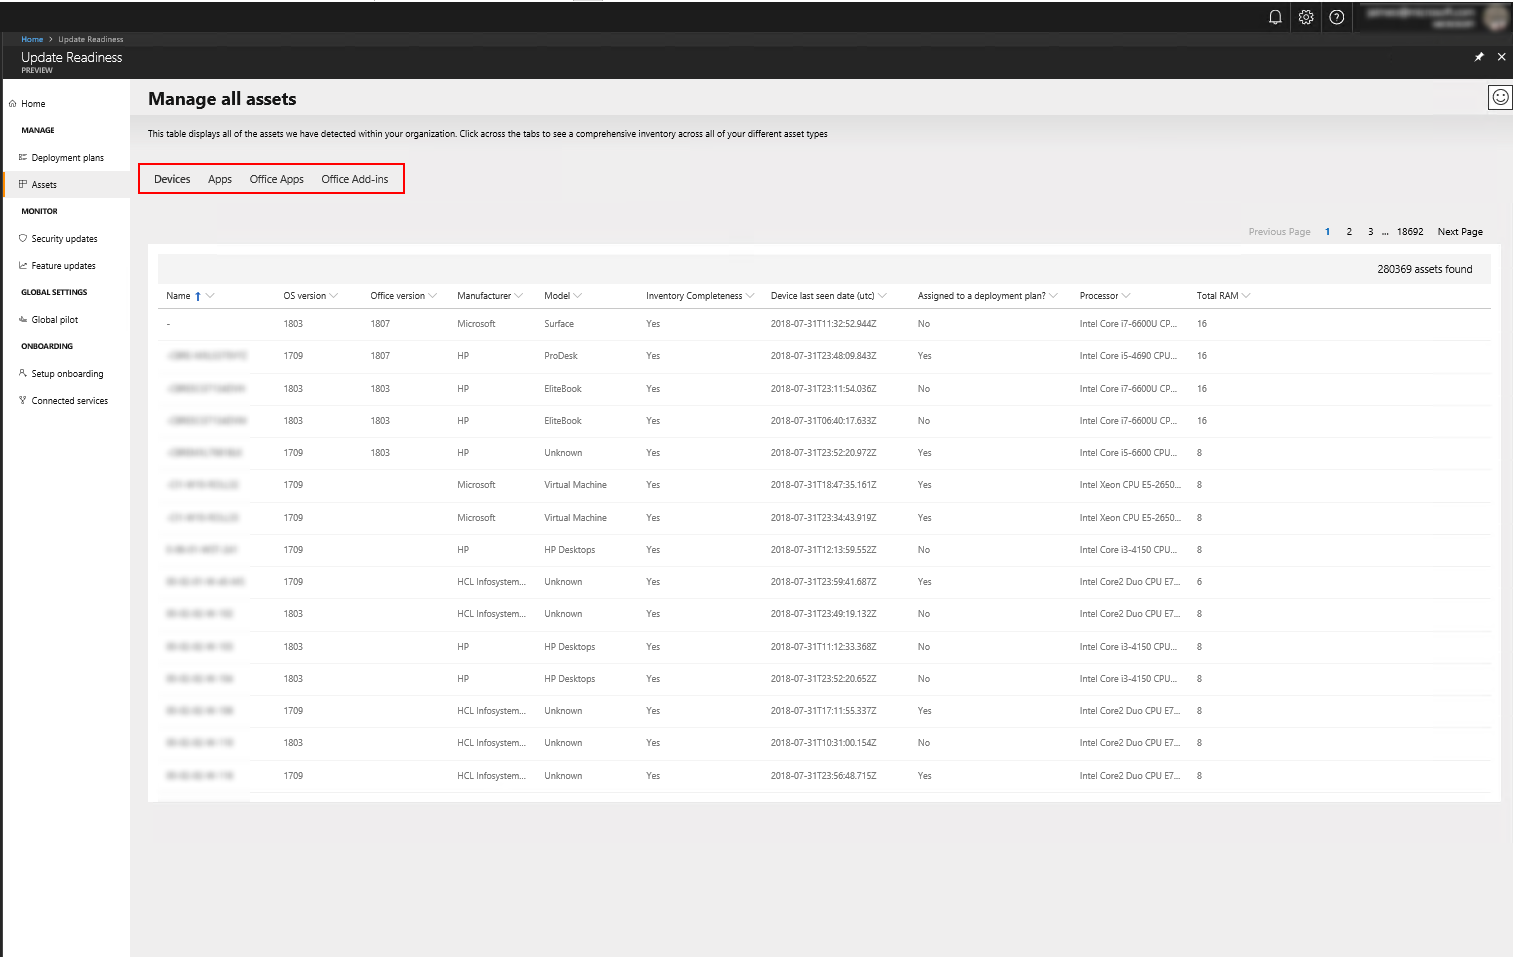 Home > Update Readiness
Update Readiness
PREVIEW
Home
MANAGE
Deployment plans
Assets
MONITOR
Security updates
Feature updates
GLOBAL SETTINGS
Global pilot
ONBOARDING
Setup onboarding
Connected services
Manage all assets
This table displays all of the assets we have detected within your organization. Click across the tabs to see a comprehensive inventory across all of your different asset types
Devices Apps Office Apps Office Add-ins
Previous Page 1 2 3 ... 18692 Next Page
280369 assets found
Name OS version Office version Manufacturer Model Inventory Completeness Device last seen date (utc) Assigned to a deployment plan? Processor Total RAM
- 1803 1807 Microsoft Surface Yes 2018-07-31T11:32:52.944Z No Intel Core i7-6600U CP... 16
1709 1807 HP ProDesk Yes 2018-07-31T23:48:09.843Z Yes Intel Core i5-4690 CPU... 16
1803 1803 HP EliteBook Yes 2018-07-31T23:11:54.036Z No Intel Core i7-6600U CP... 16
1803 1803 HP EliteBook Yes 2018-07-31T06:40:17.633Z No Intel Core i7-6600U CP... 16
1709 1803 HP Unknown Yes 2018-07-31T23:52:20.972Z Yes Intel Core i5-6600 CPU... 8
1709 Microsoft Virtual Machine Yes 2018-07-31T18:47:35.161Z Yes Intel Xeon CPU E5-2650... 8
1709 Microsoft Virtual Machine Yes 2018-07-31T23:34:43.919Z Yes Intel Xeon CPU E5-2650... 8
1709 HP HP Desktops Yes 2018-07-31T12:13:59.552Z No Intel Core i3-4150 CPU... 8
1709 HCL Infosystem... Unknown Yes 2018-07-31T23:59:41.687Z Yes Intel Core2 Duo CPU E7... 6
1803 HCL Infosystem... Unknown Yes 2018-07-31T23:49:19.132Z No Intel Core2 Duo CPU E7... 8
1803 HP HP Desktops Yes 2018-07-31T11:12:33.368Z No Intel Core i3-4150 CPU... 8
1803 HP HP Desktops Yes 2018-07-31T23:52:20.652Z No Intel Core i3-4150 CPU... 8
1709 HCL Infosystem... Unknown Yes 2018-07-31T17:11:55.337Z Yes Intel Core2 Duo CPU E7... 8
1803 HCL Infosystem... Unknown Yes 2018-07-31T10:31:00.154Z No Intel Core2 Duo CPU E7... 8
1709 HCL Infosystem... Unknown Yes 2018-07-31T23:56:48.715Z Yes Intel Core2 Duo CPU E7... 8